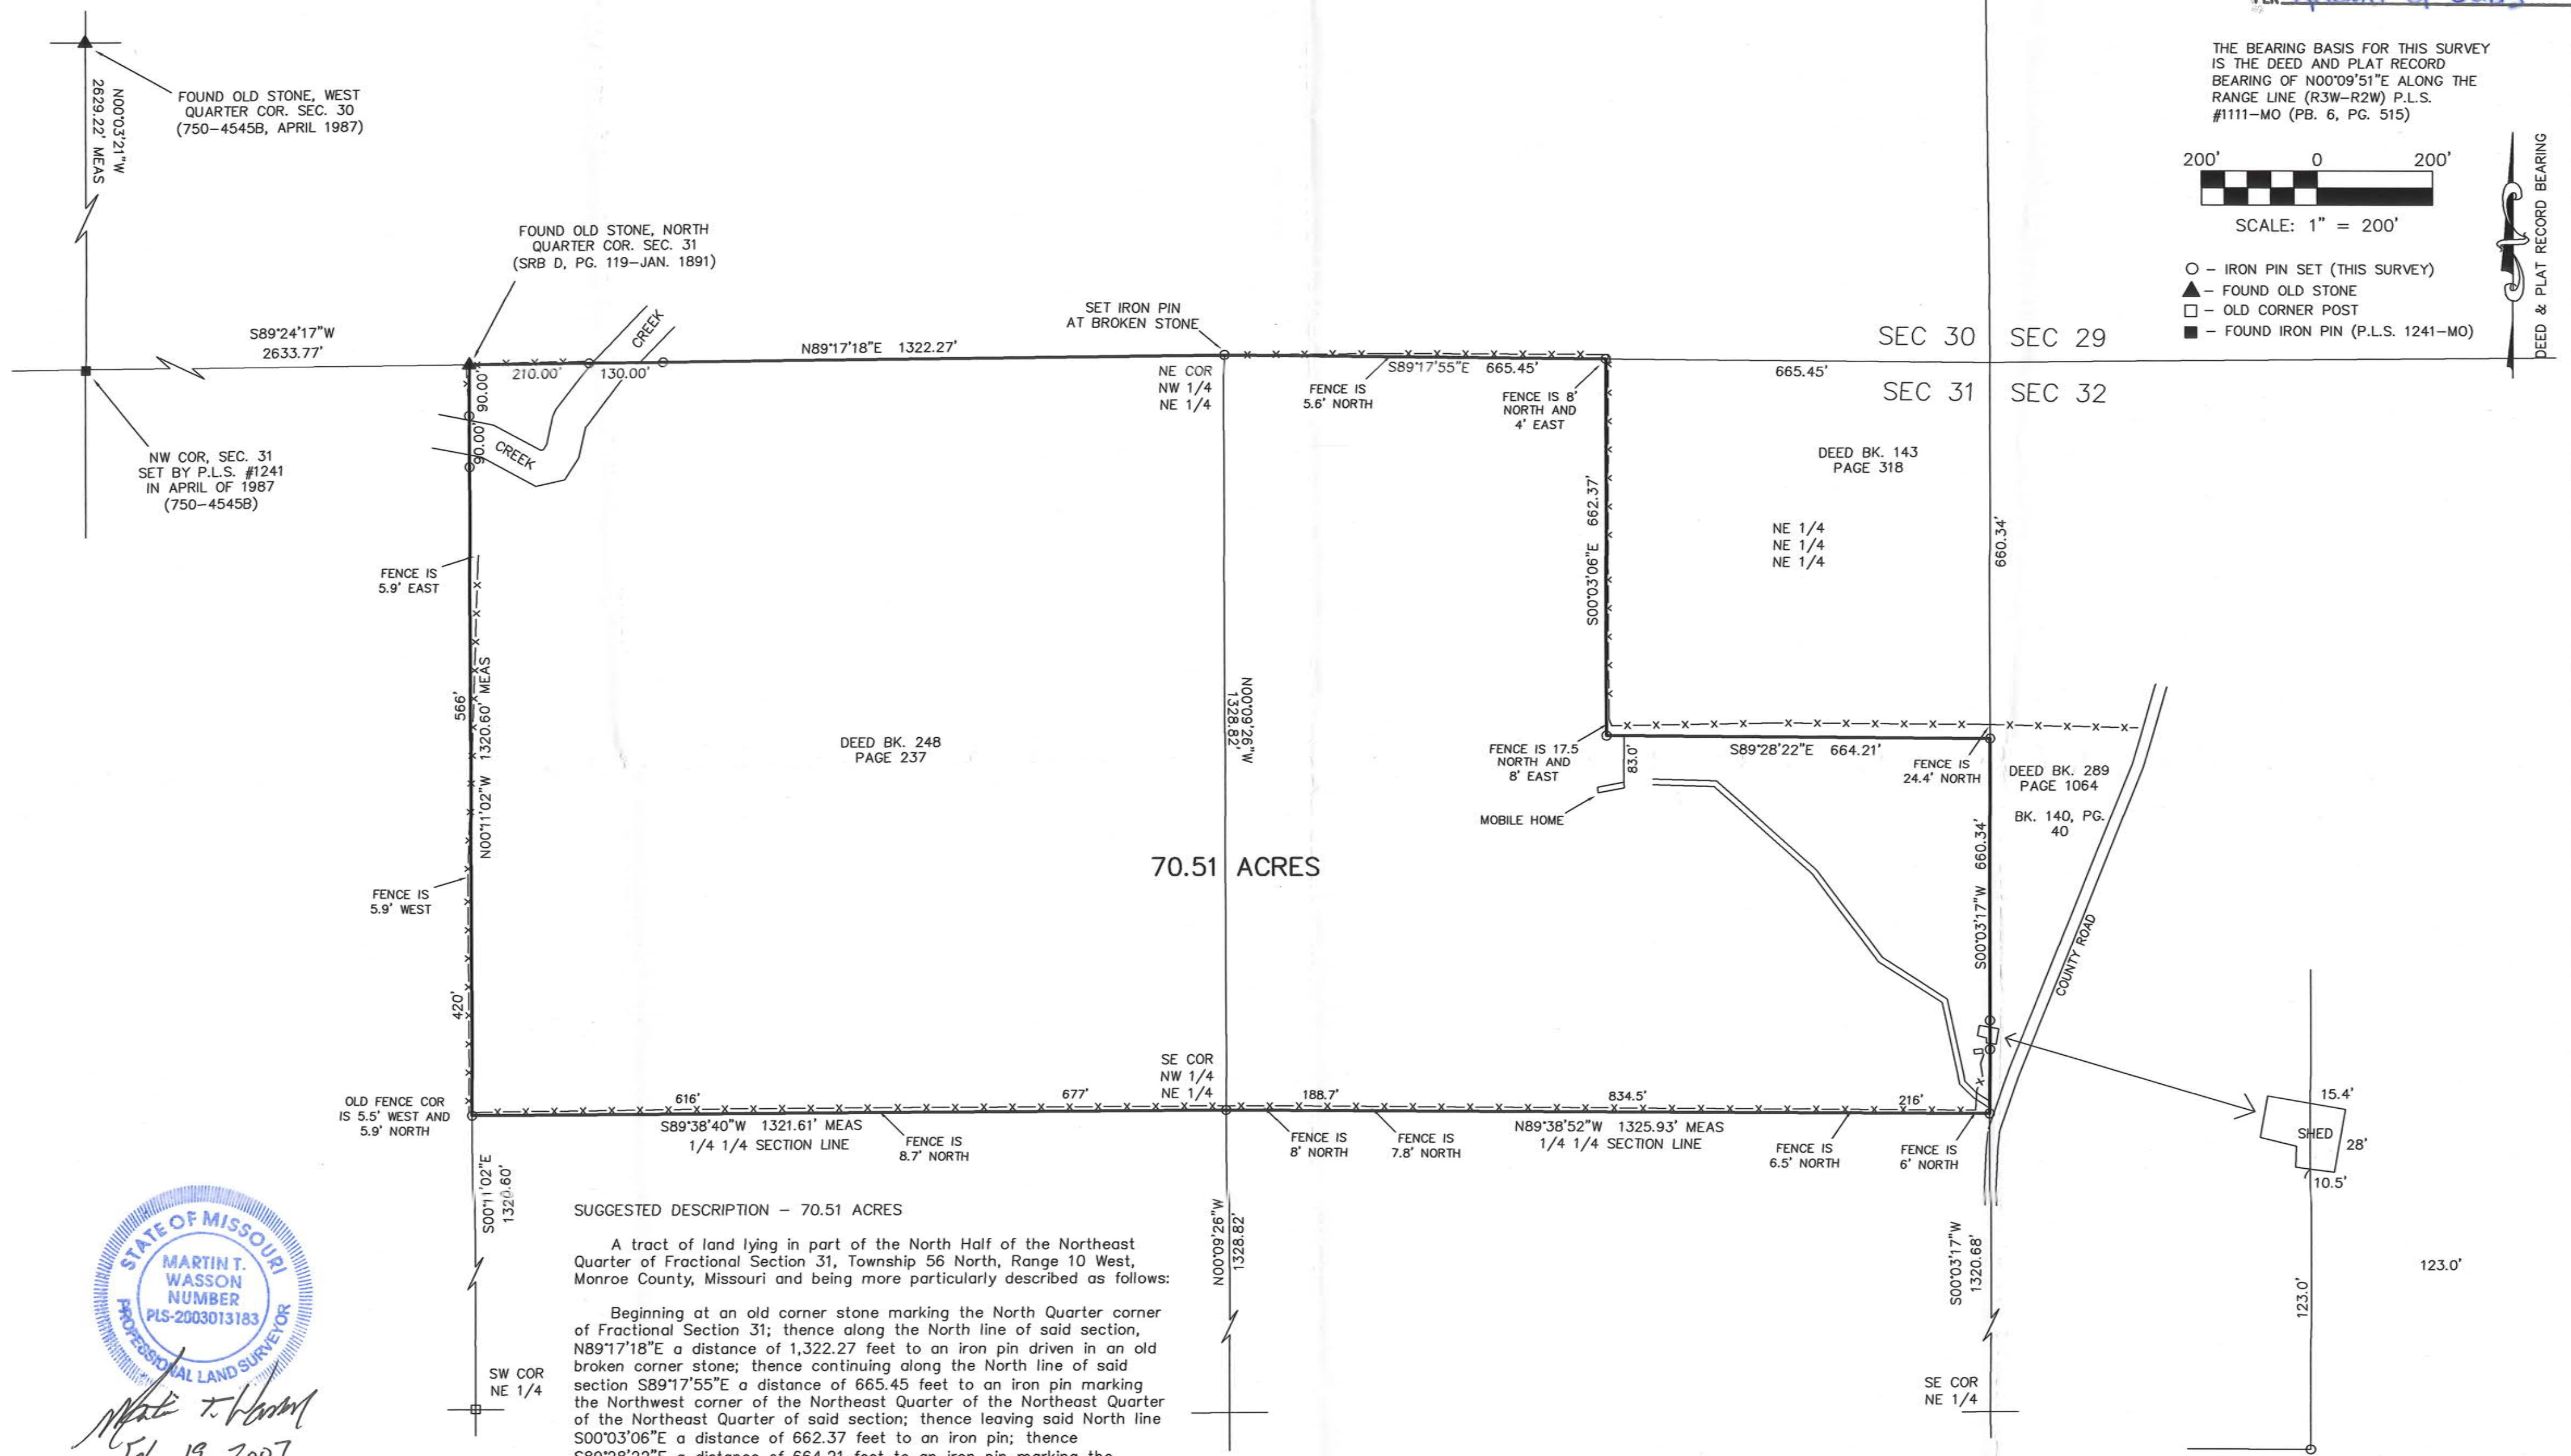 THE BEARING BASIS FOR THIS SURVEY
IS THE DEED AND PLAT RECORD
BEARING OF N00°09'51"E ALONG THE
RANGE LINE (R3W–R2W) P.L.S.
#1111–MO (PB. 6, PG. 515)
200' 0 200'
SCALE: 1" = 200'
– IRON PIN SET (THIS SURVEY)
– FOUND OLD STONE
– OLD CORNER POST
– FOUND IRON PIN (P.L.S. 1241–MO)
DEED & PLAT RECORD BEARING
N00°03'21"W
2629.22' MEAS
FOUND OLD STONE, WEST
QUARTER COR. SEC. 30
(750–4545B, APRIL 1987)
FOUND OLD STONE, NORTH
QUARTER COR. SEC. 31
(SRB D, PG. 119–JAN. 1891)
S89°24'17"W
2633.77'
NW COR, SEC. 31
SET BY P.L.S. #1241
IN APRIL OF 1987
(750–4545B)
210.00'
130.00'
CREEK
90.00'
90.00'
CREEK
N89°17'18"E 1322.27'
SET IRON PIN
AT BROKEN STONE
NE COR
NW 1/4
NE 1/4
FENCE IS
5.6' NORTH
S89°17'55"E 665.45'
FENCE IS 8'
NORTH AND
4' EAST
665.45'
SEC 30 SEC 29
SEC 31 SEC 32
DEED BK. 143
PAGE 318
NE 1/4
NE 1/4
NE 1/4
S00°03'06"E 662.37'
660.34'
FENCE IS
5.9' EAST
566'
N00°11'02"W 1320.60' MEAS
FENCE IS
5.9' WEST
420'
DEED BK. 248
PAGE 237
N00°09'26"W
1328.82'
70.51 ACRES
FENCE IS 17.5
NORTH AND
8' EAST
83.0'
MOBILE HOME
S89°28'22"E 664.21'
FENCE IS
24.4' NORTH
DEED BK. 289
PAGE 1064
BK. 140, PG.
40
S00°03'17"W 660.34'
COUNTY ROAD
OLD FENCE COR
IS 5.5' WEST AND
5.9' NORTH
616'
677'
S89°38'40"W 1321.61' MEAS
1/4 1/4 SECTION LINE
FENCE IS
8.7' NORTH
SE COR
NW 1/4
NE 1/4
188.7'
834.5'
216'
FENCE IS
8' NORTH
FENCE IS
7.8' NORTH
N89°38'52"W 1325.93' MEAS
1/4 1/4 SECTION LINE
FENCE IS
6.5' NORTH
FENCE IS
6' NORTH
15.4'
SHED
28'
10.5'
123.0'
123.0'
S00°11'02"E
1320.60'
N00°09'26"W
1328.82'
S00°03'17"W
1320.68'
SW COR
NE 1/4
SE COR
NE 1/4
STATE OF MISSOURI
MARTIN T.
WASSON
NUMBER
PLS-2003013183
PROFESSIONAL LAND SURVEYOR
Martin T. Wasson
Feb 19, 2007
SUGGESTED DESCRIPTION – 70.51 ACRES
A tract of land lying in part of the North Half of the Northeast
Quarter of Fractional Section 31, Township 56 North, Range 10 West,
Monroe County, Missouri and being more particularly described as follows:
Beginning at an old corner stone marking the North Quarter corner
of Fractional Section 31; thence along the North line of said section,
N89°17'18"E a distance of 1,322.27 feet to an iron pin driven in an old
broken corner stone; thence continuing along the North line of said
section S89°17'55"E a distance of 665.45 feet to an iron pin marking
the Northwest corner of the Northeast Quarter of the Northeast Quarter
of the Northeast Quarter of said section; thence leaving said North line
S00°03'06"E a distance of 662.37 feet to an iron pin; thence
S89°28'22"E a distance of 664.21 feet to an iron pin marking the